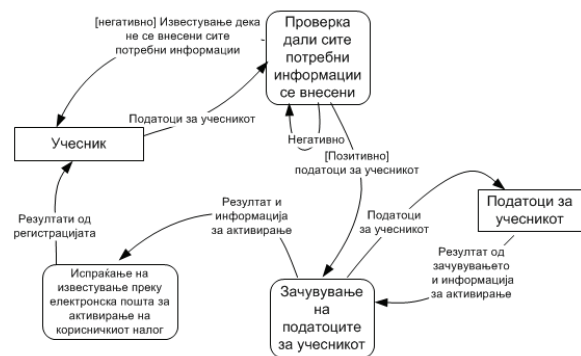 [негативно] Известување дека
не се внесени сите
потребни информации
Проверка
дали сите
потребни
информации
се внесени
Податоци за учесникот
Учесник
Негативно
[Позитивно]
податоци за учесникот
Резултати од
регистрацијата
Резултат и
информација
за активирање
Податоци
за учесникот
Податоци за
учесникот
Резултат од
зачувувањето
и информација
за активирање
Испраќање на
известување преку
електронска пошта за
активирање на
корисничкиот налог
Зачувување
на
податоците
за учесникот